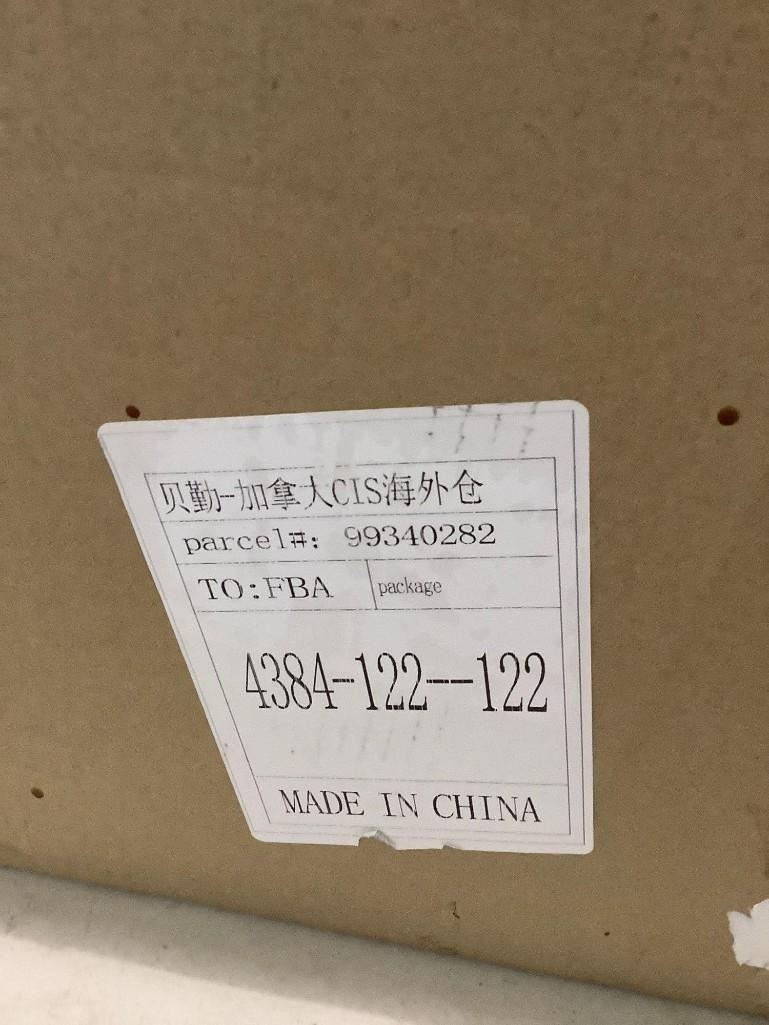 贝勤-加拿大CIS海外仓
parcel#: 99340282
TO:FBA package
4384-122--122
MADE IN CHINA